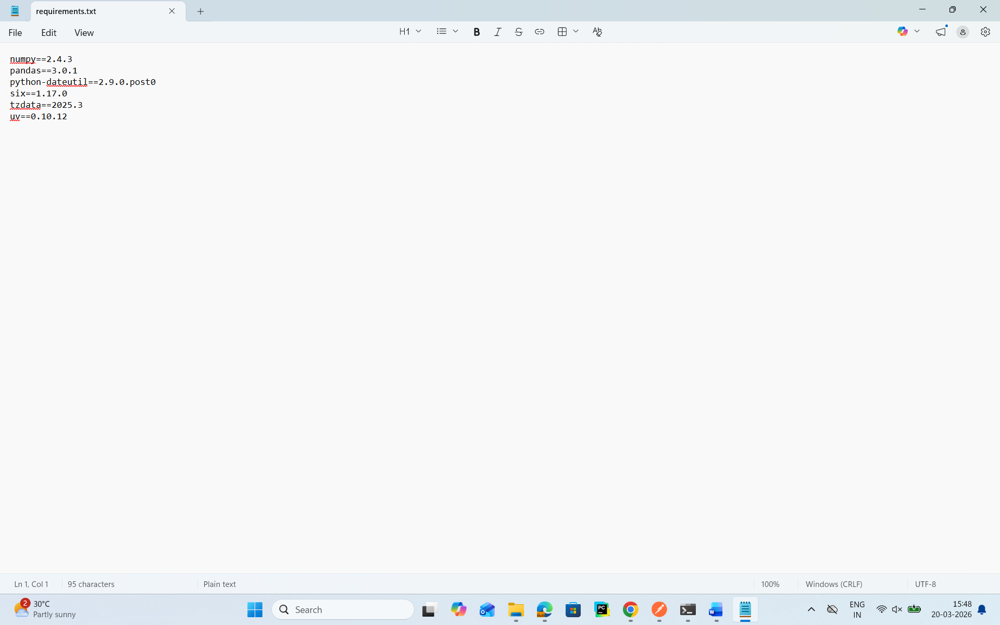 requirements.txt
File Edit View H1 B I S
numpy==2.4.3
pandas==3.0.1
python-dateutil==2.9.0.post0
six==1.17.0
tzdata==2025.3
uv==0.10.12
Ln 1, Col 1 95 characters Plain text 100% Windows (CRLF) UTF-8
2 30°C
Partly sunny
Search
PC
W
ENG
IN
15:48
20-03-2026